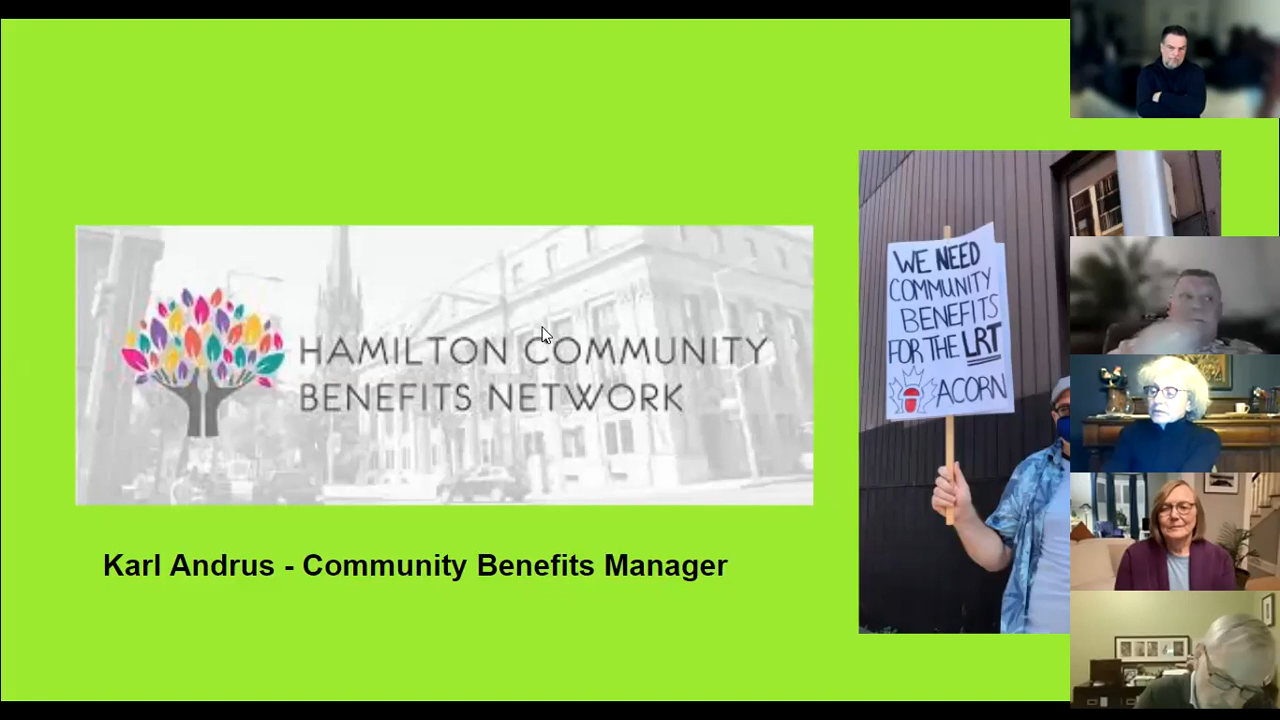 HAMILTON COMMUNITY
BENEFITS NETWORK
Karl Andrus - Community Benefits Manager
WE NEED
COMMUNITY
BENEFITS
FOR THE LRT
ACORN